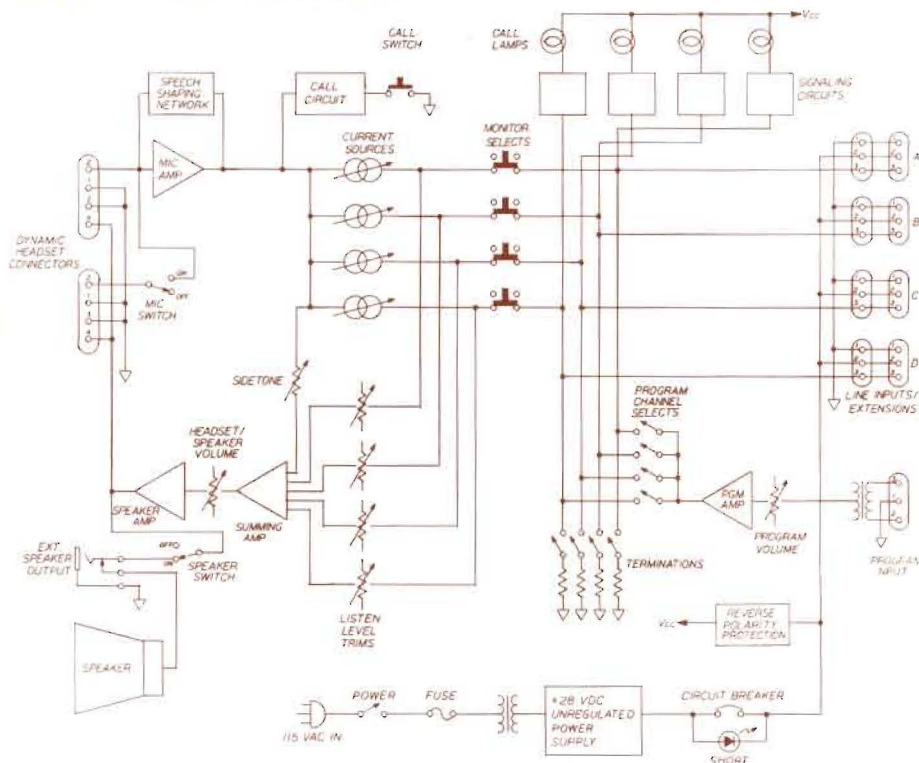 CALL
SWITCH
CALL
LAMPS
Vcc
SPEECH
SHAPING
NETWORK
CALL
CIRCUIT
SIGNALING
CIRCUITS
CURRENT
SOURCES
MONITOR
SELECTS
MIC
AMP
A
B
C
D
DYNAMIC
HEADSET
CONNECTORS
ON
OFF
MIC
SWITCH
SIDETONE
LINE INPUTS/
EXTENSIONS
PROGRAM
CHANNEL
SELECTS
HEADSET/
SPEAKER
VOLUME
SPEAKER
AMP
SUMMING
AMP
PGM
AMP
PROGRAM
VOLUME
PROGRAM
INPUT
EXT
SPEAKER
OUTPUT
OFF
ON
SPEAKER
SWITCH
TERMINATIONS
LISTEN
LEVEL
TRIMS
Vcc
REVERSE
POLARITY
PROTECTION
SPEAKER
POWER
FUSE
+28 VDC
UNREGULATED
POWER
SUPPLY
CIRCUIT BREAKER
115 VAC IN
SHORT